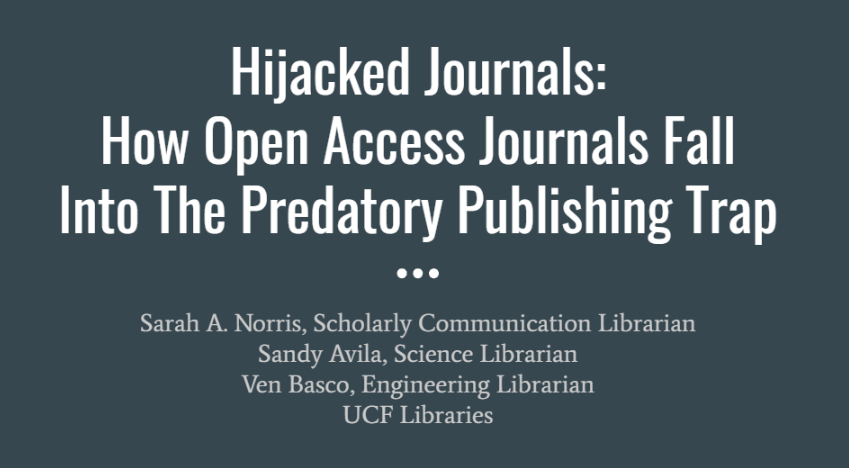 Hijacked Journals:
How Open Access Journals Fall
Into The Predatory Publishing Trap
Sarah A. Norris, Scholarly Communication Librarian
Sandy Avila, Science Librarian
Ven Basco, Engineering Librarian
UCF Libraries